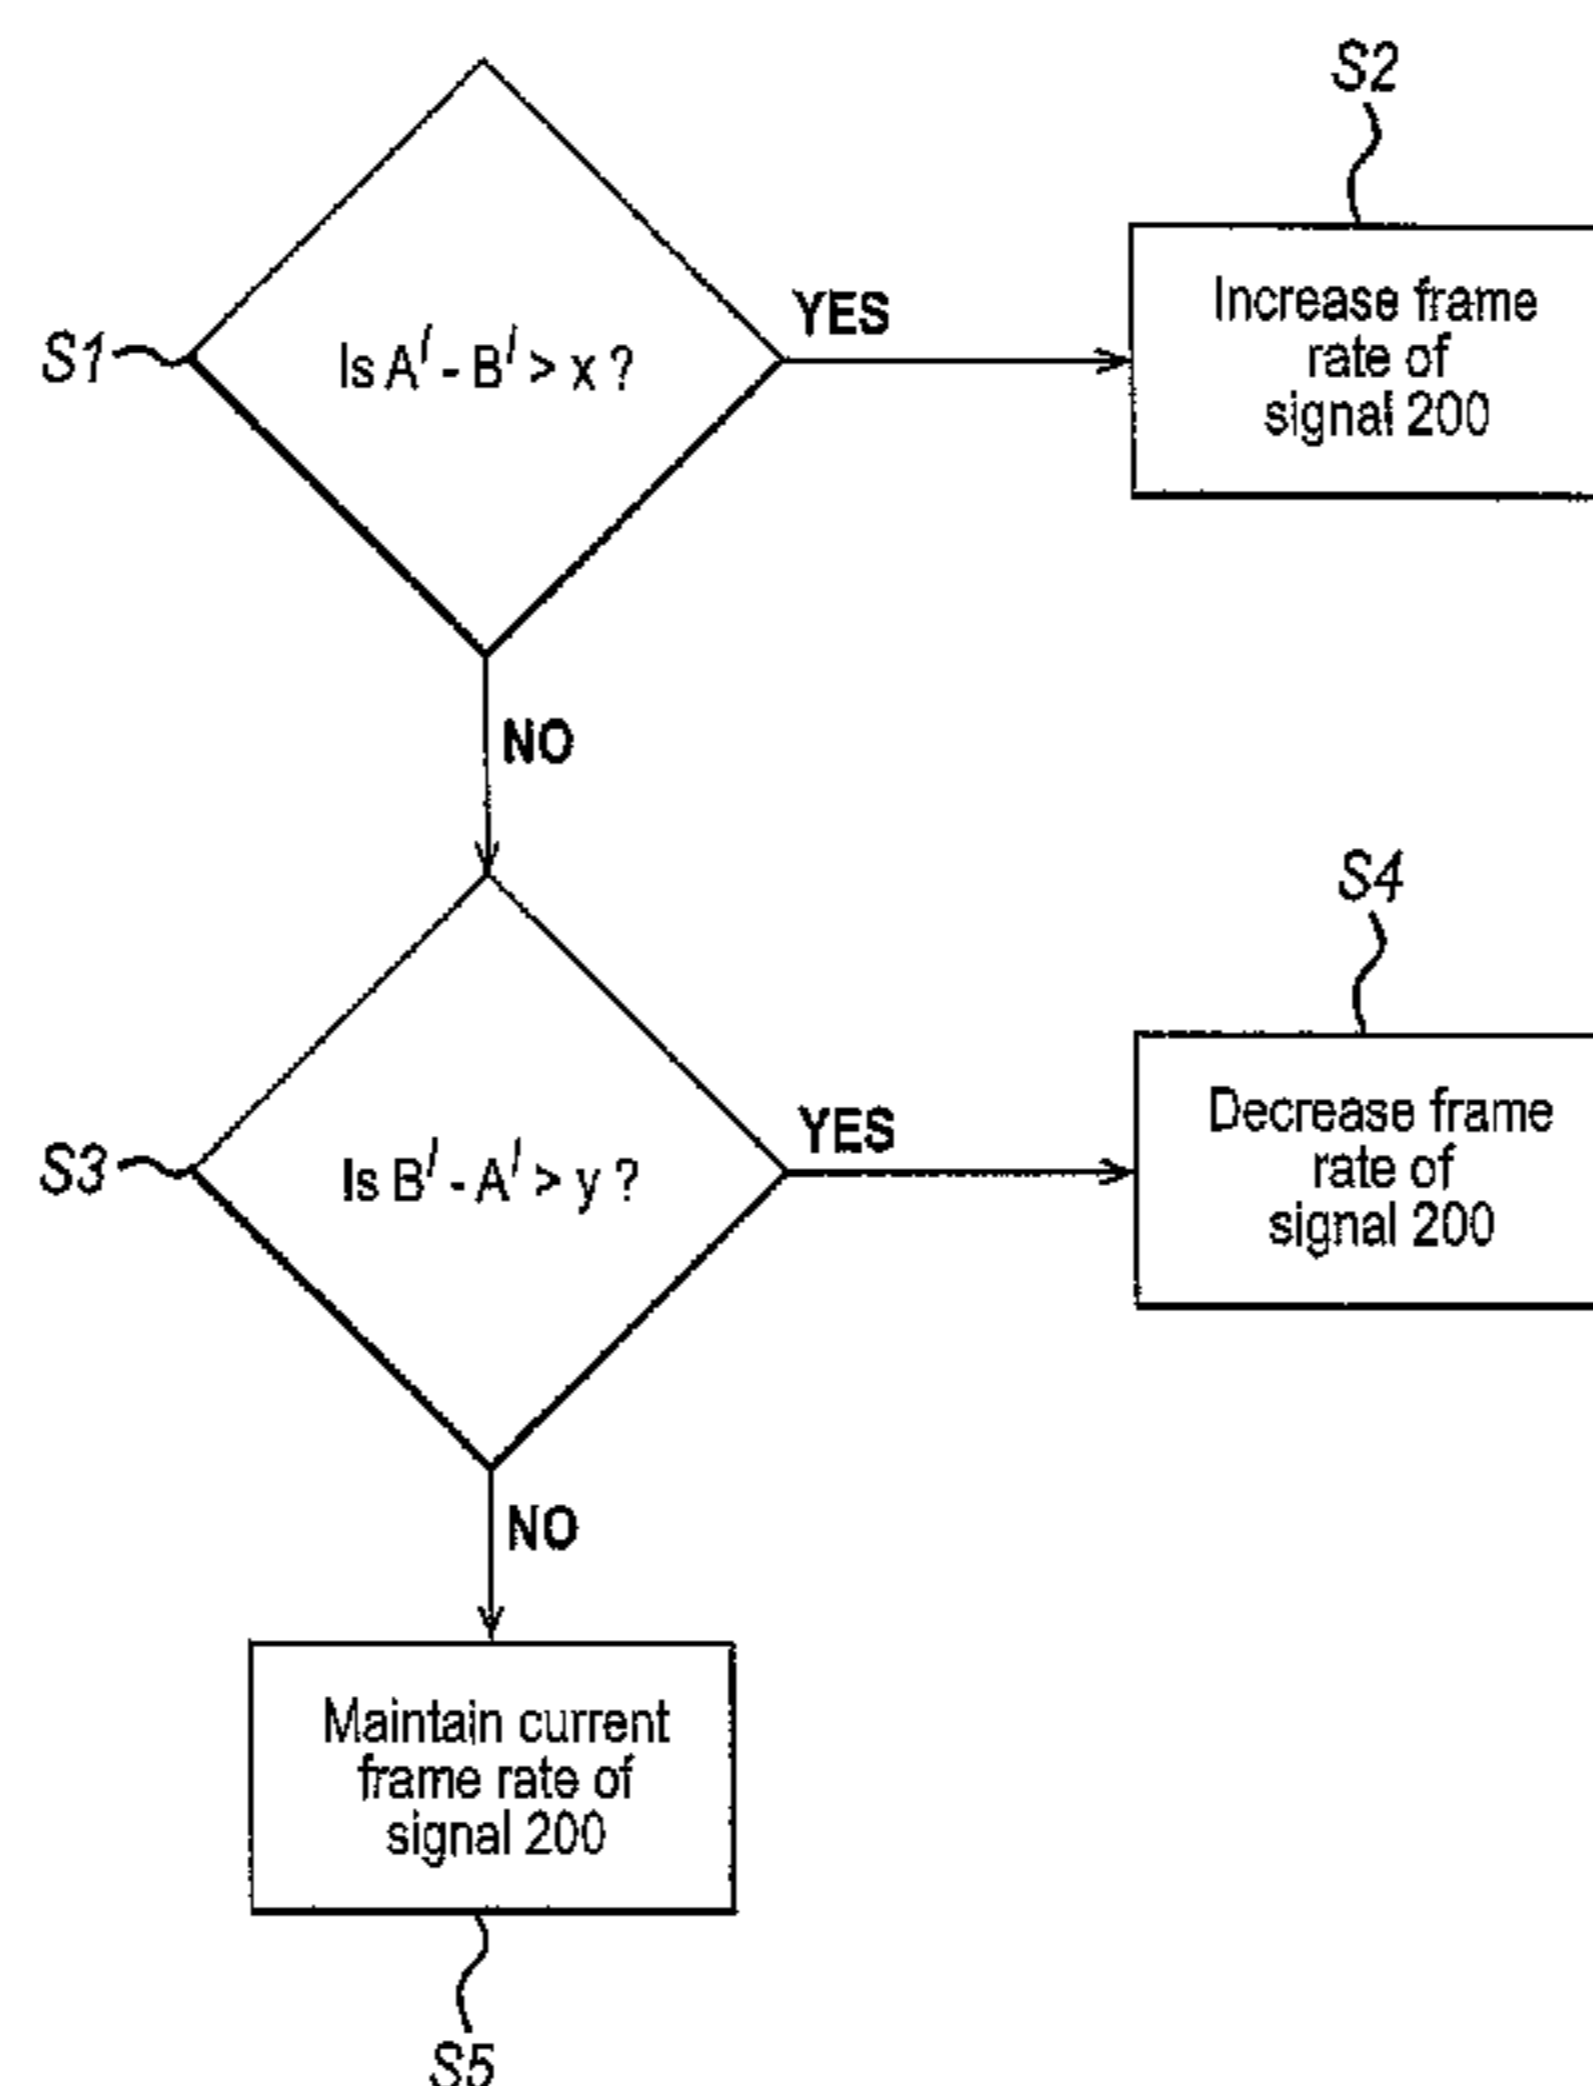 S2
S1
Is A' - B' > x ?
YES
Increase frame
rate of
signal 200
NO
S4
S3
Is B' - A' > y ?
YES
Decrease frame
rate of
signal 200
NO
Maintain current
frame rate of
signal 200
S5